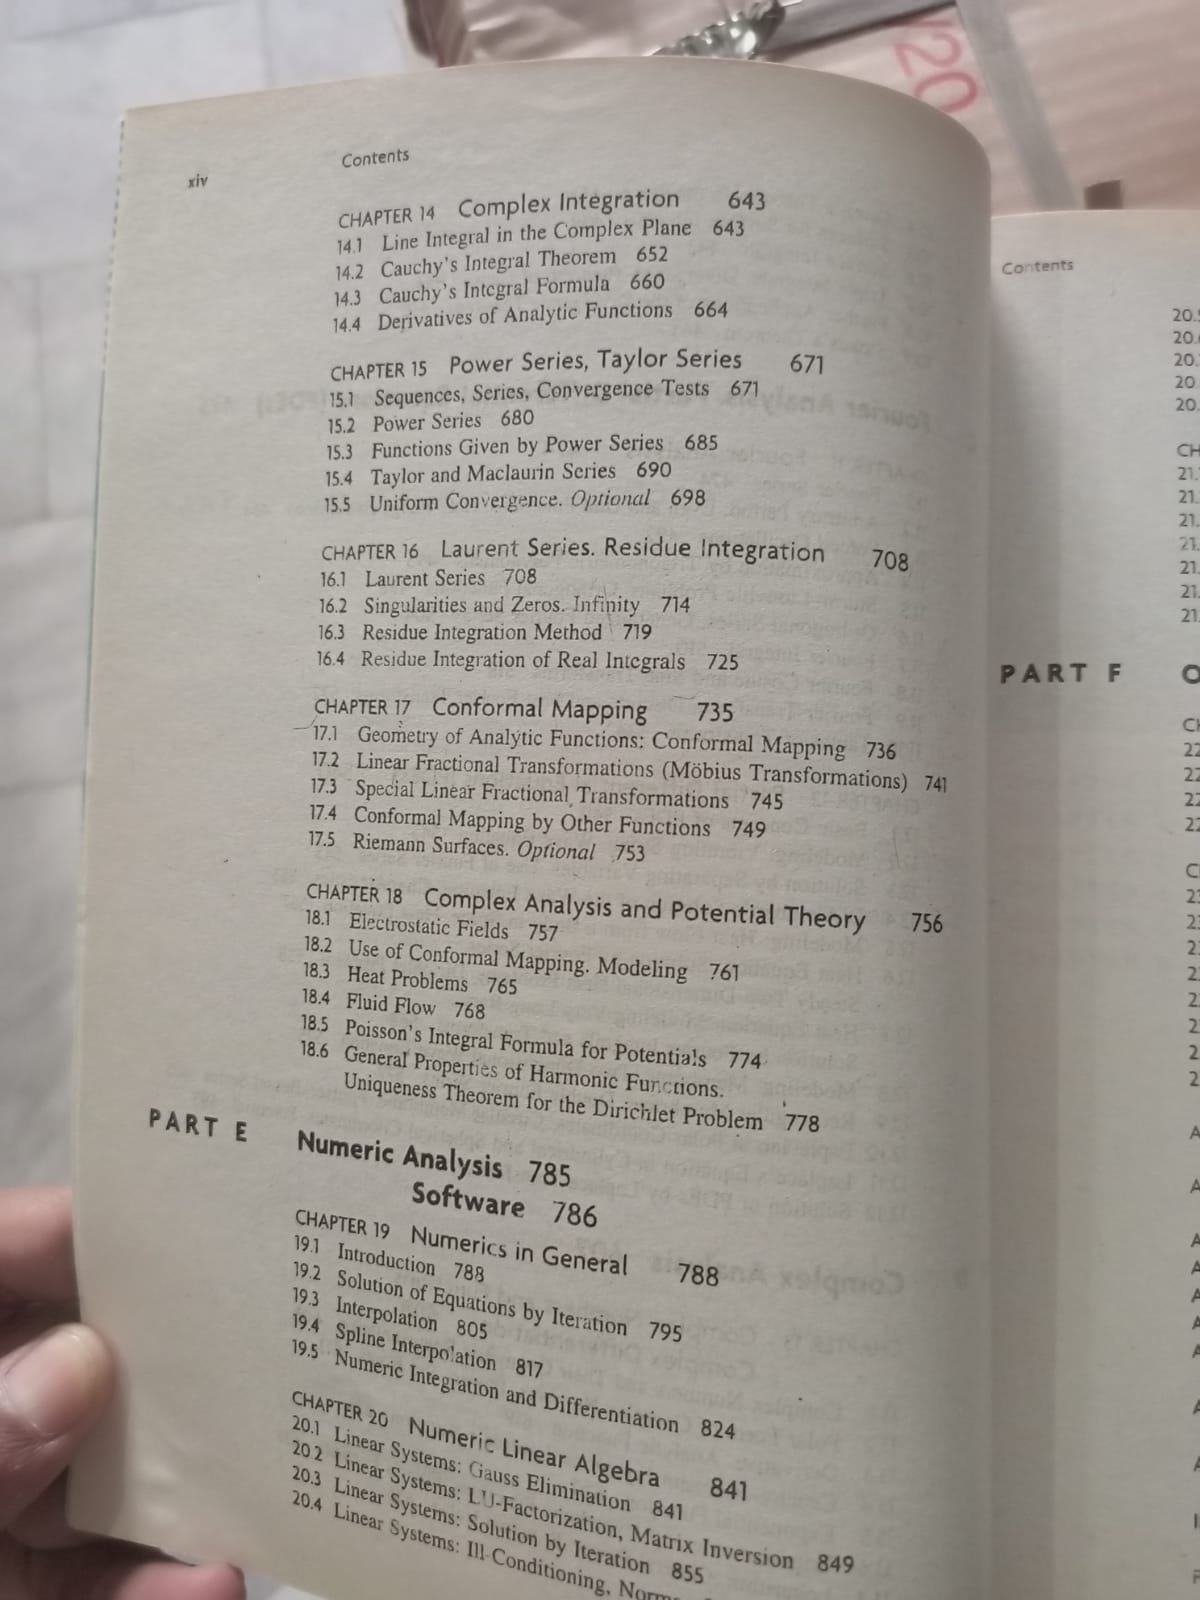 V20
xiv
Contents
CHAPTER 14 Complex Integration 643
14.1 Line Integral in the Complex Plane 643
14.2 Cauchy's Integral Theorem 652
14.3 Cauchy's Integral Formula 660
14.4 Derivatives of Analytic Functions 664
CHAPTER 15 Power Series, Taylor Series 671
15.1 Sequences, Series, Convergence Tests 671
15.2 Power Series 680
15.3 Functions Given by Power Series 685
15.4 Taylor and Maclaurin Series 690
15.5 Uniform Convergence. Optional 698
CHAPTER 16 Laurent Series. Residue Integration 708
16.1 Laurent Series 708
16.2 Singularities and Zeros. Infinity 714
16.3 Residue Integration Method 719
16.4 Residue Integration of Real Integrals 725
CHAPTER 17 Conformal Mapping 735
17.1 Geometry of Analytic Functions: Conformal Mapping 736
17.2 Linear Fractional Transformations (Möbius Transformations) 741
17.3 Special Linear Fractional Transformations 745
17.4 Conformal Mapping by Other Functions 749
17.5 Riemann Surfaces. Optional 753
CHAPTER 18 Complex Analysis and Potential Theory 756
18.1 Electrostatic Fields 757
18.2 Use of Conformal Mapping. Modeling 761
18.3 Heat Problems 765
18.4 Fluid Flow 768
18.5 Poisson's Integral Formula for Potentials 774
18.6 General Properties of Harmonic Functions.
Uniqueness Theorem for the Dirichlet Problem 778
PART E Numeric Analysis 785
Software 786
CHAPTER 19 Numerics in General 788
19.1 Introduction 788
19.2 Solution of Equations by Iteration 795
19.3 Interpolation 805
19.4 Spline Interpolation 817
19.5 Numeric Integration and Differentiation 824
CHAPTER 20 Numeric Linear Algebra 841
20.1 Linear Systems: Gauss Elimination 841
20.2 Linear Systems: LU-Factorization, Matrix Inversion 849
20.3 Linear Systems: Solution by Iteration 855
20.4 Linear Systems: Ill-Conditioning,
Contents
PART F